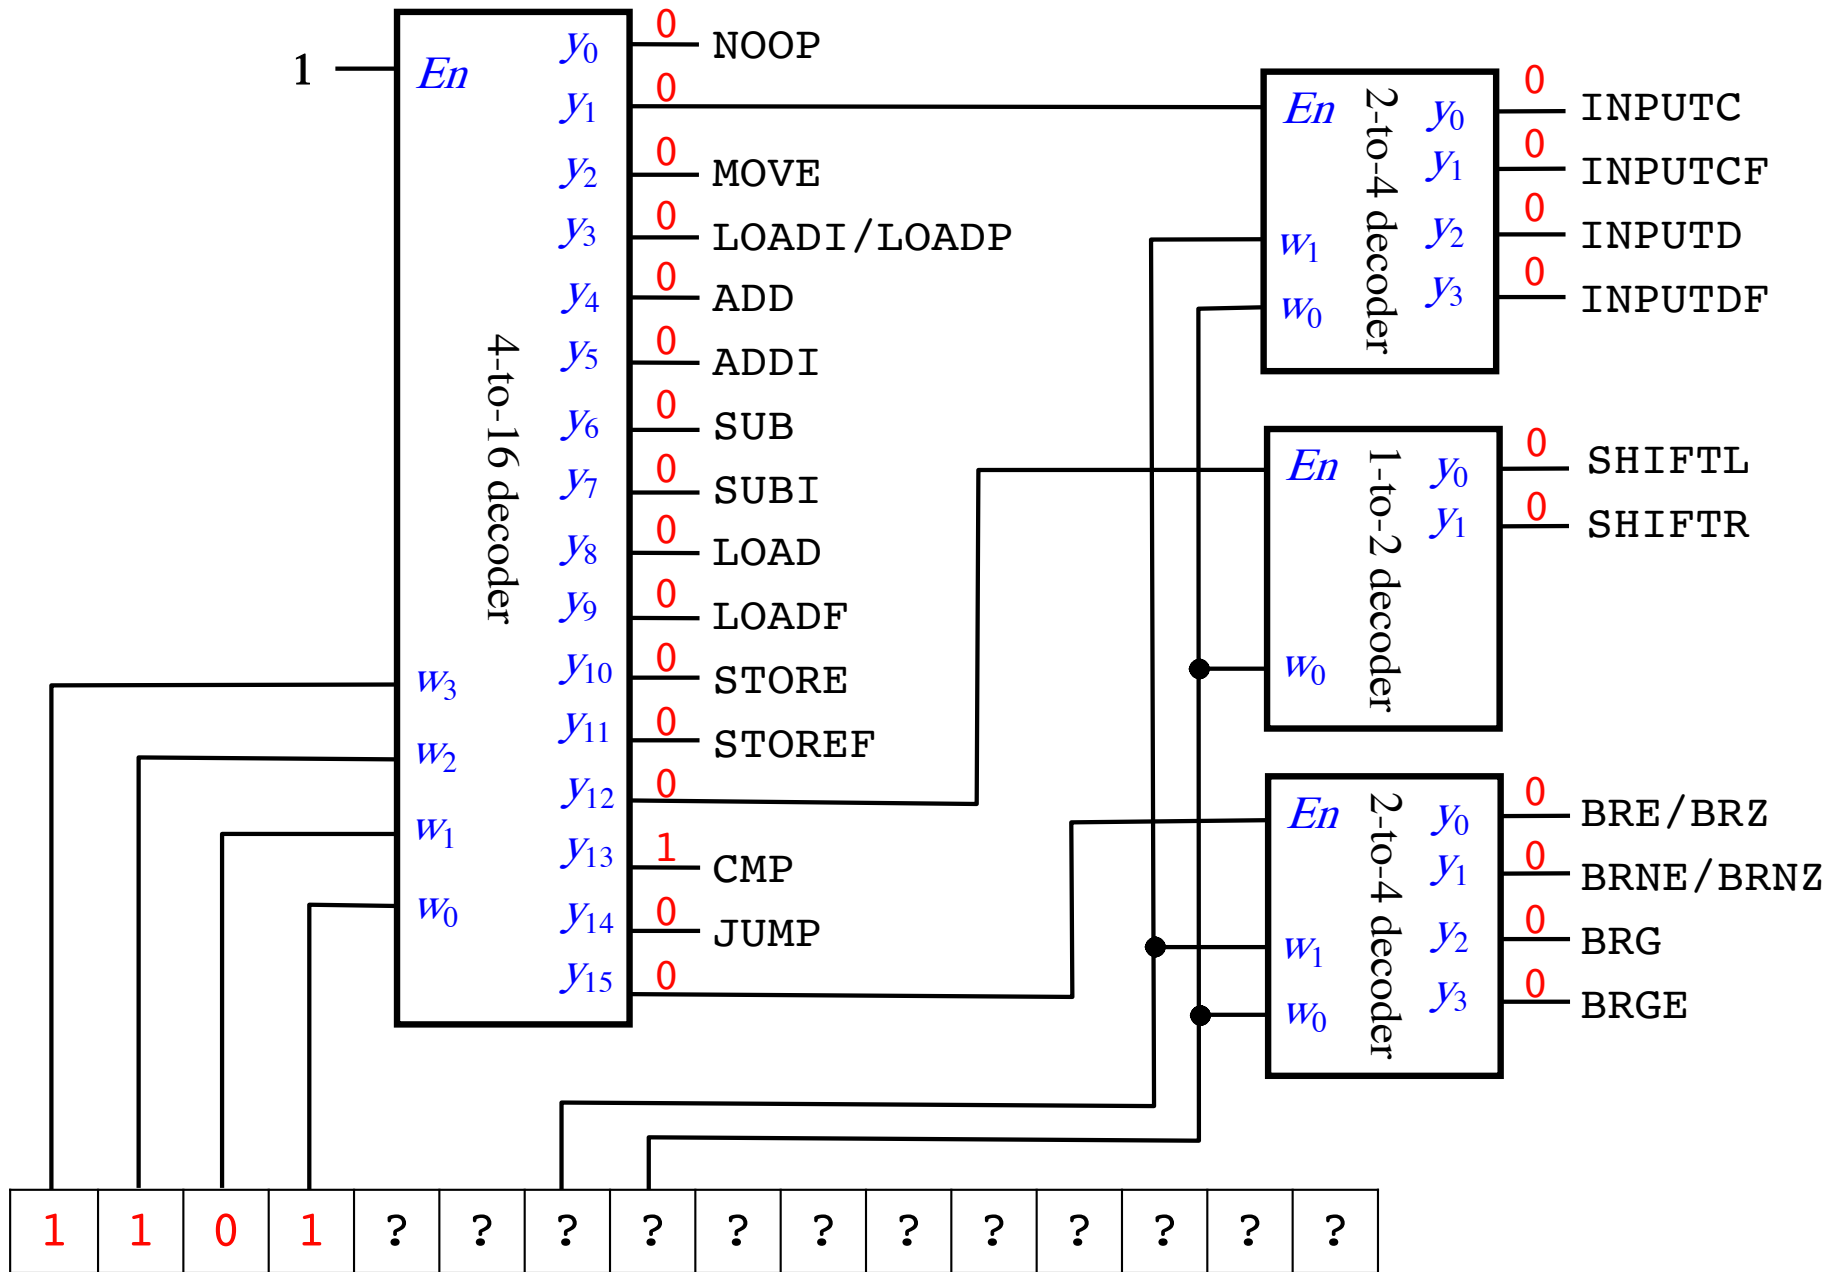 1
En
4-to-16 decoder
w3
w2
w1
w0
y0 0 NOOP
y1 0
y2 0 MOVE
y3 0 LOADI/LOADP
y4 0 ADD
y5 0 ADDI
y6 0 SUB
y7 0 SUBI
y8 0 LOAD
y9 0 LOADF
y10 0 STORE
y11 0 STOREF
y12 0
y13 1 CMP
y14 0 JUMP
y15 0
En
w1
w0
2-to-4 decoder
y0 0 INPUTC
y1 0 INPUTCF
y2 0 INPUTD
y3 0 INPUTDF
En
w0
1-to-2 decoder
y0 0 SHIFTL
y1 0 SHIFTR
En
w1
w0
2-to-4 decoder
y0 0 BRE/BRZ
y1 0 BRNE/BRNZ
y2 0 BRG
y3 0 BRGE
1 1 0 1 ? ? ? ? ? ? ? ? ? ? ? ?